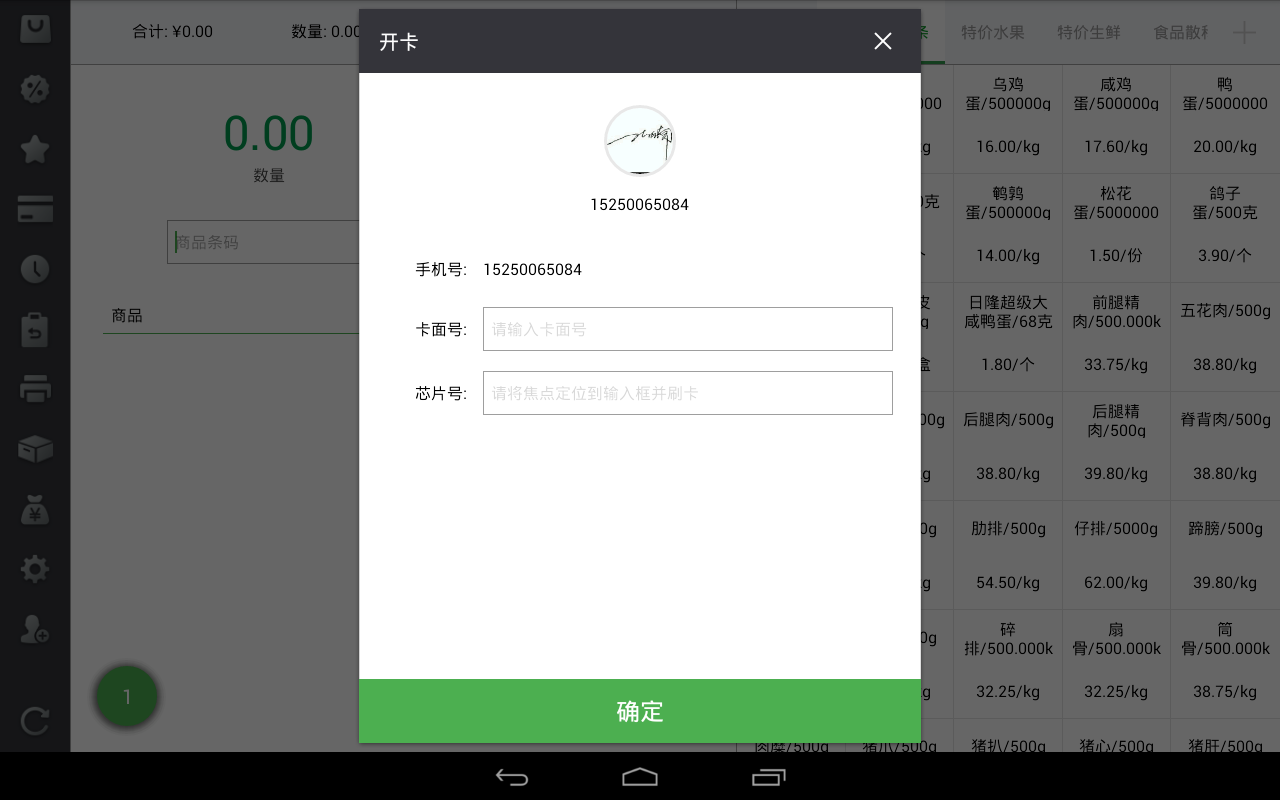 合计: ¥0.00
数量: 0.00
条
特价水果
特价生鲜
食品散称
0.00
数量
商品条码
商品
1
开卡
15250065084
手机号: 15250065084
卡面号: 请输入卡面号
芯片号: 请将焦点定位到输入框并刷卡
确定
000
乌鸡
蛋/500000g
咸鸡
蛋/500000g
鸭
蛋/5000000
16.00/kg
17.60/kg
20.00/kg
克
鹌鹑
蛋/500000g
松花
蛋/5000000
鸽子
蛋/500克
14.00/kg
1.50/份
3.90/个
日隆超级大
咸鸭蛋/68克
前腿精
肉/500.000k
五花肉/500g
1.80/个
33.75/kg
38.80/kg
00g
后腿肉/500g
后腿精
肉/500g
脊背肉/500g
38.80/kg
39.80/kg
38.80/kg
0g
肋排/500g
仔排/5000g
蹄膀/500g
54.50/kg
62.00/kg
39.80/kg
0g
碎
排/500.000k
扇
骨/500.000k
筒
骨/500.000k
32.25/kg
32.25/kg
38.75/kg
肉糜/500g
猪爪/500g
猪扒/500g
猪心/500g
猪肝/500g